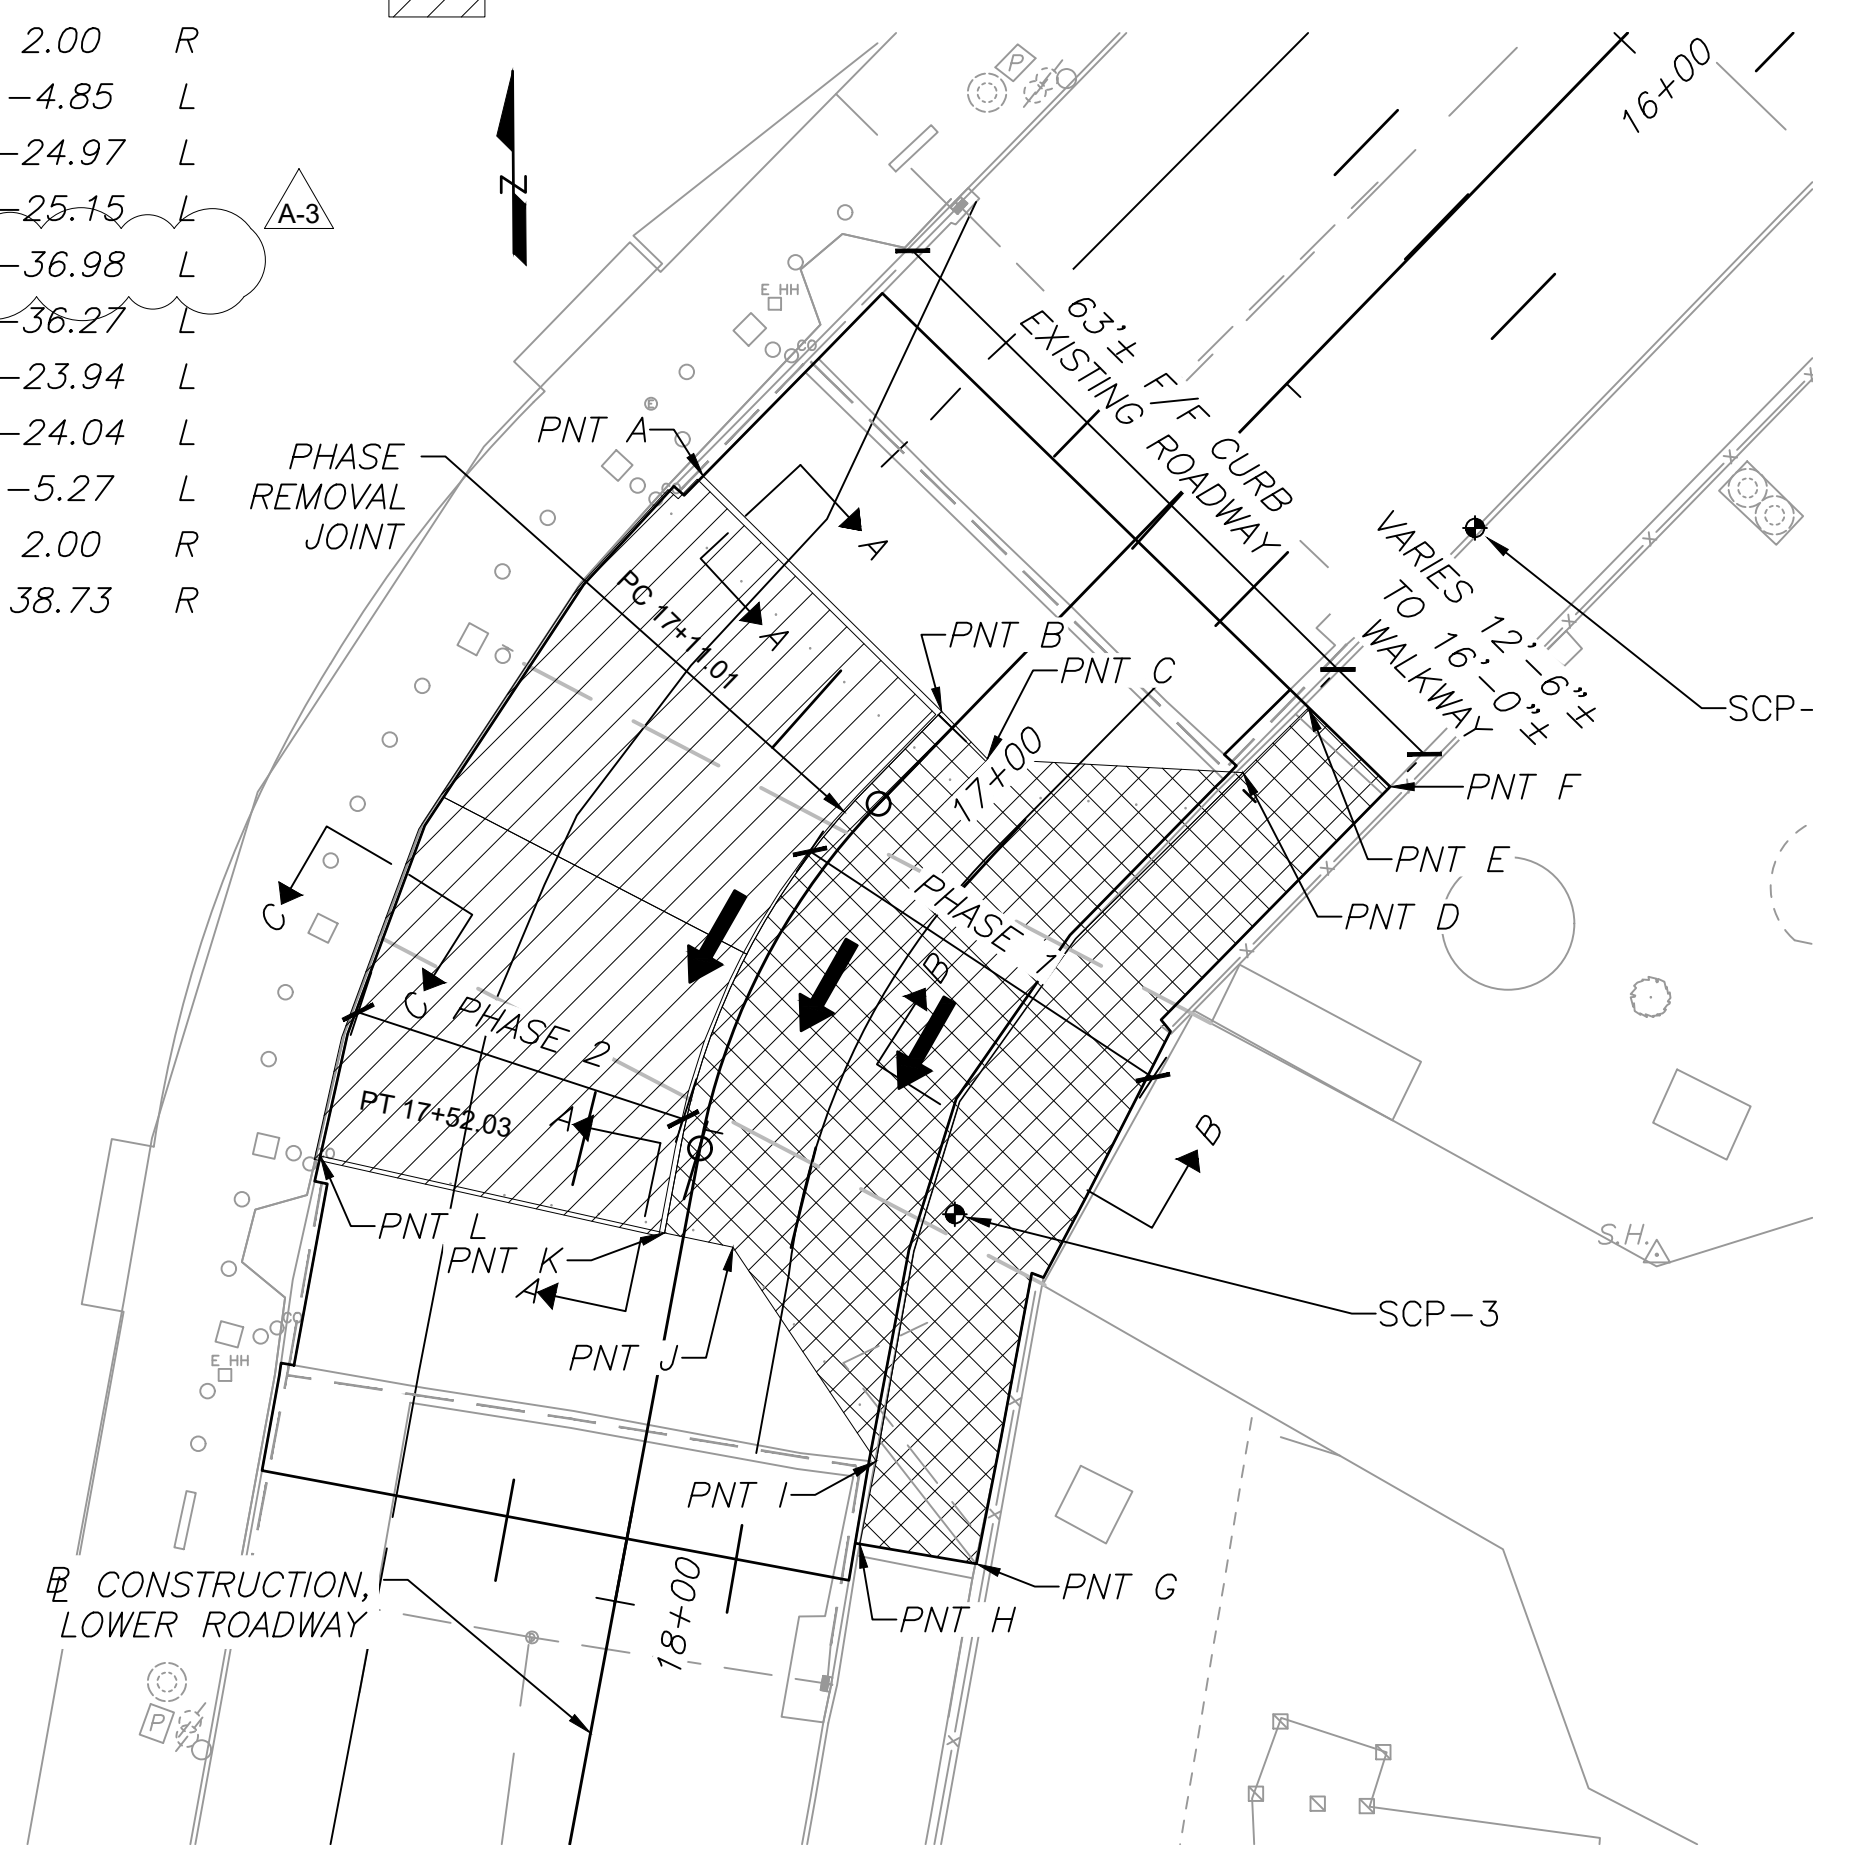 2.00 R
-4.85 L
-24.97 L
-25.15 L
-36.98 L
-36.27 L
-23.94 L
-24.04 L
-5.27 L
2.00 R
38.73 R
A-3
N
P
16+00
E HH
CO
E
63'± F/F CURB
EXISTING ROADWAY
PNT A
PHASE
REMOVAL
JOINT
A
A
PC 17+11.01
PNT B
PNT C
VARIES 12'-6"±
TO 16'-0"±
WALKWAY
SCP-
17+00
PNT F
PNT E
PNT D
PHASE 1
C
C
B
PHASE 2
PT 17+52.03
A
B
PNT L
PNT K
A
S.H.
SCP-3
PNT J
CO
E HH
PNT I
PNT G
PNT H
18+00
BL CONSTRUCTION,
LOWER ROADWAY
P